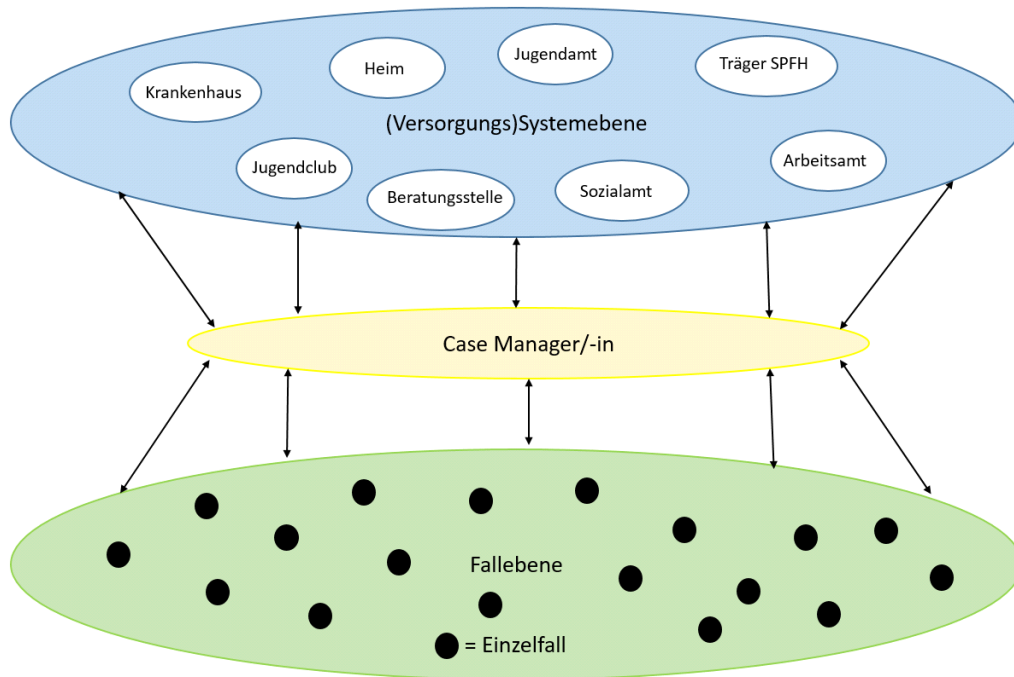 Jugendamt
Heim
Träger SPFH
Krankenhaus
(Versorgungs)Systemebene
Jugendclub
Arbeitsamt
Beratungsstelle
Sozialamt
Case Manager/-in
Fallebene
= Einzelfall